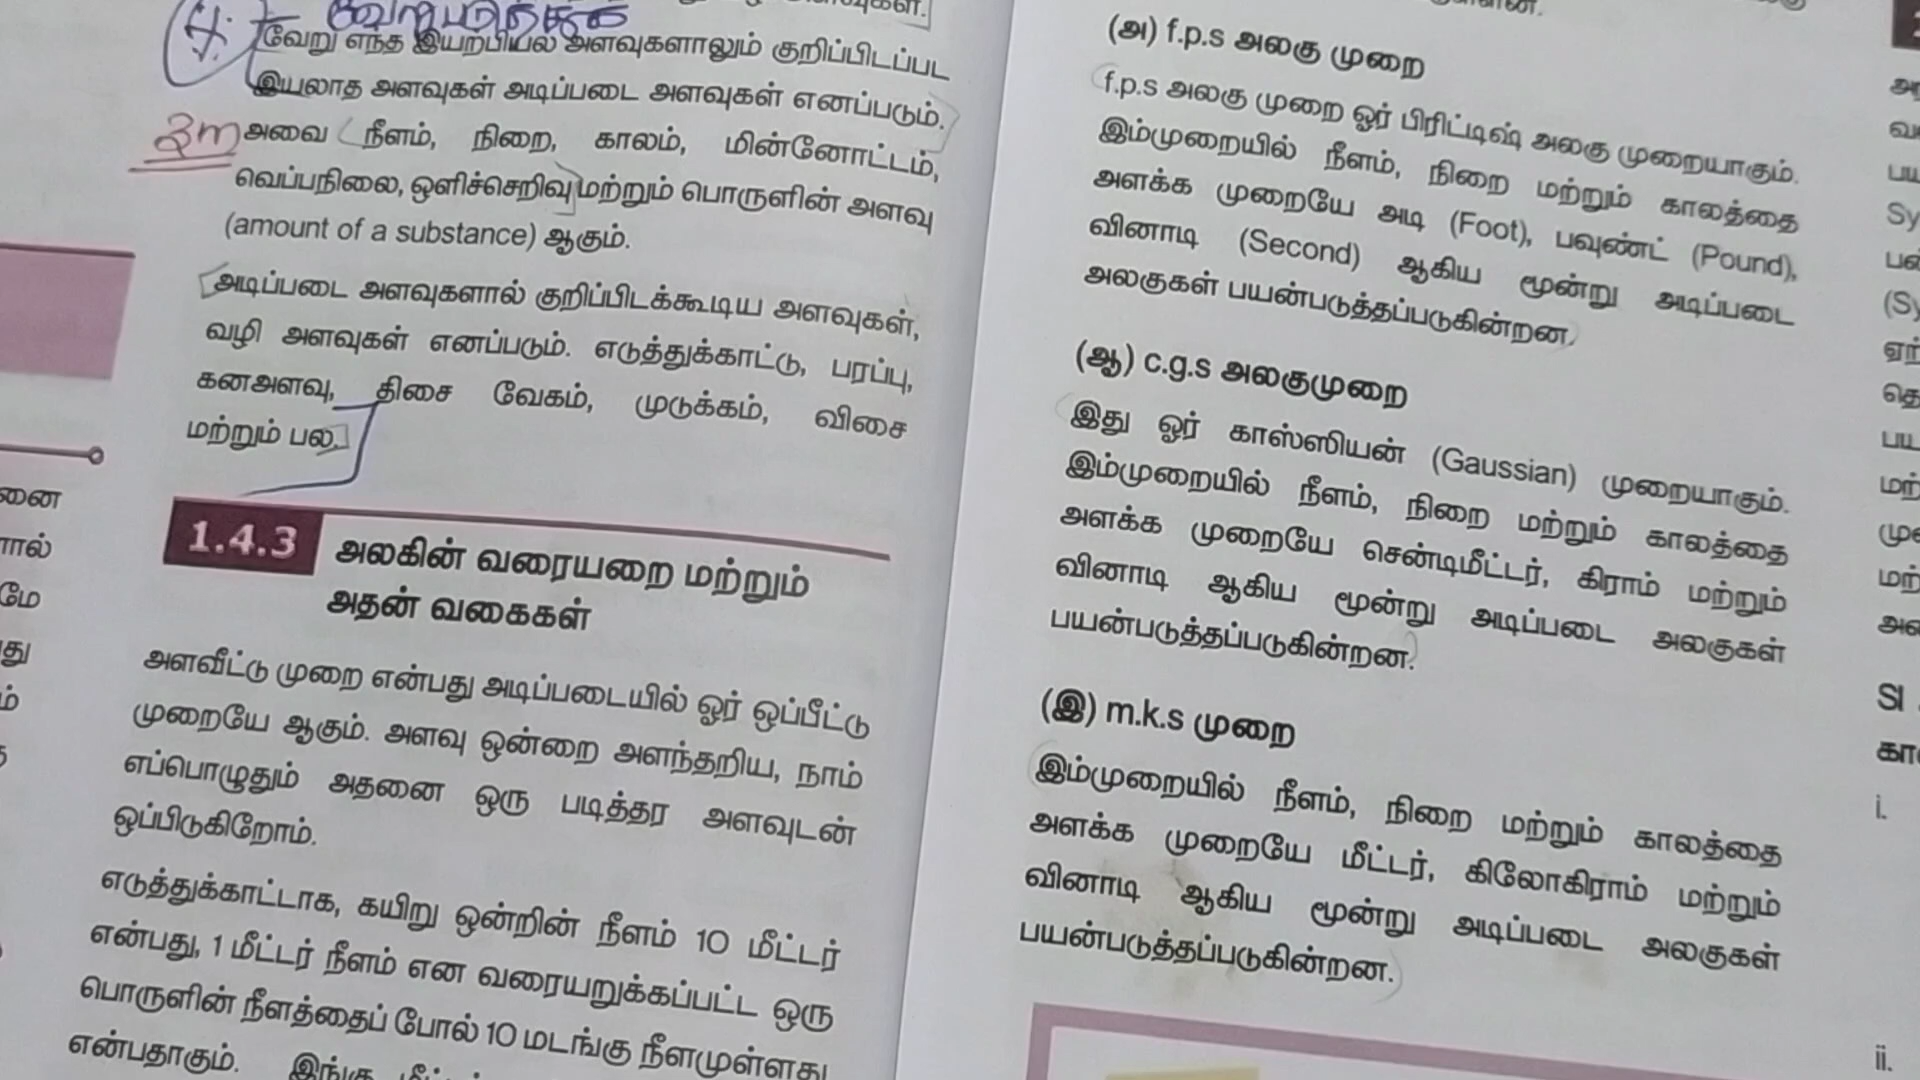 வேறுபடுத்துக
வேறு எந்த இயற்பியல் அளவுகளாலும் குறிப்பிடப்பட
இயலாத அளவுகள் அடிப்படை அளவுகள் எனப்படும்.
3m அவை நீளம், நிறை, காலம், மின்னோட்டம்,
வெப்பநிலை, ஒளிச்செறிவு மற்றும் பொருளின் அளவு
(amount of a substance) ஆகும்.
அடிப்படை அளவுகளால் குறிப்பிடக்கூடிய அளவுகள்,
வழி அளவுகள் எனப்படும். எடுத்துக்காட்டு, பரப்பு,
கனஅளவு, திசை வேகம், முடுக்கம், விசை
மற்றும் பல.
1.4.3 அலகின் வரையறை மற்றும்
அதன் வகைகள்
அளவீட்டு முறை என்பது அடிப்படையில் ஓர் ஒப்பீட்டு
முறையே ஆகும். அளவு ஒன்றை அளந்தறிய, நாம்
எப்பொழுதும் அதனை ஒரு படித்தர அளவுடன்
ஒப்பிடுகிறோம்.
எடுத்துக்காட்டாக, கயிறு ஒன்றின் நீளம் 10 மீட்டர்
என்பது, 1 மீட்டர் நீளம் என வரையறுக்கப்பட்ட ஒரு
பொருளின் நீளத்தைப் போல் 10 மடங்கு நீளமுள்ளது
என்பதாகும். இங்கு
(அ) f.p.s அலகு முறை
f.p.s அலகு முறை ஓர் பிரிட்டிஷ் அலகு முறையாகும்.
இம்முறையில் நீளம், நிறை மற்றும் காலத்தை
அளக்க முறையே அடி (Foot), பவுண்ட் (Pound),
வினாடி (Second) ஆகிய மூன்று அடிப்படை
அலகுகள் பயன்படுத்தப்படுகின்றன.
(ஆ) c.g.s அலகுமுறை
இது ஓர் காஸ்ஸியன் (Gaussian) முறையாகும்.
இம்முறையில் நீளம், நிறை மற்றும் காலத்தை
அளக்க முறையே சென்டிமீட்டர், கிராம் மற்றும்
வினாடி ஆகிய மூன்று அடிப்படை அலகுகள்
பயன்படுத்தப்படுகின்றன.
(இ) m.k.s முறை
இம்முறையில் நீளம், நிறை மற்றும் காலத்தை
அளக்க முறையே மீட்டர், கிலோகிராம் மற்றும்
வினாடி ஆகிய மூன்று அடிப்படை அலகுகள்
பயன்படுத்தப்படுகின்றன.
SI
i.
ii.